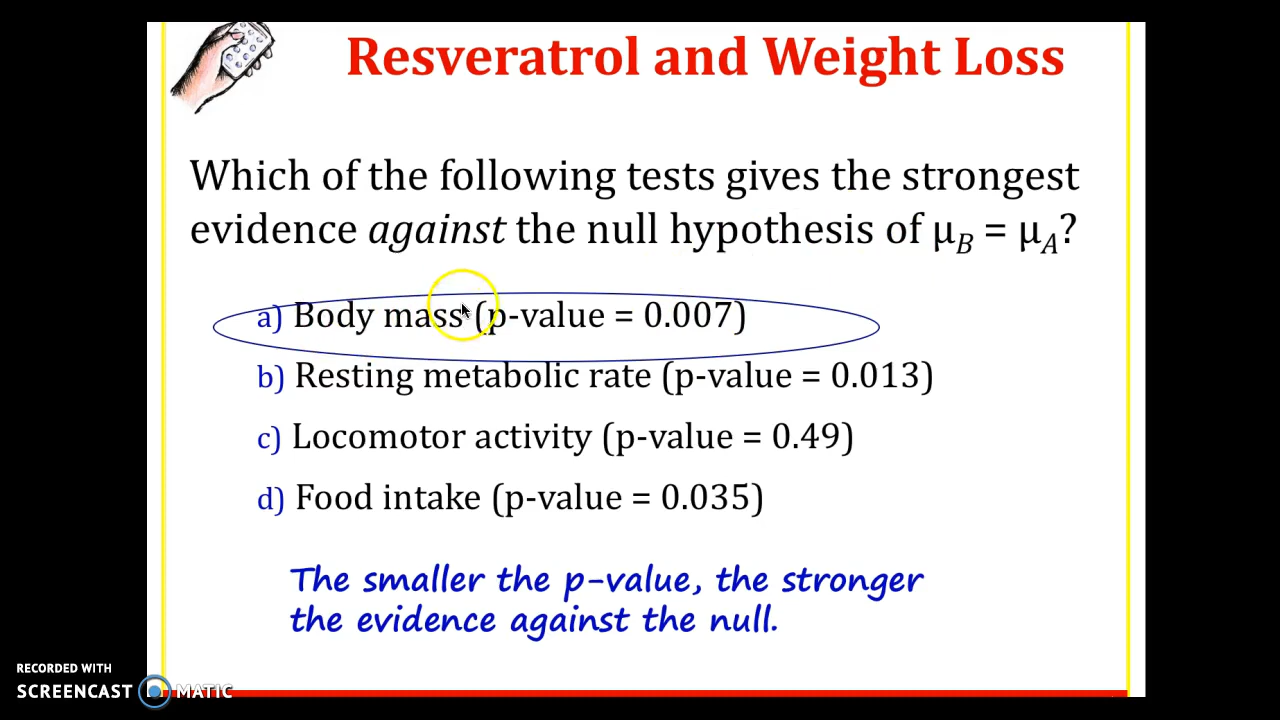 Resveratrol and Weight Loss
Which of the following tests gives the strongest
evidence against the null hypothesis of μB = μA?
a) Body mass (p-value = 0.007)
b) Resting metabolic rate (p-value = 0.013)
c) Locomotor activity (p-value = 0.49)
d) Food intake (p-value = 0.035)
The smaller the p-value, the stronger
the evidence against the null.
RECORDED WITH
SCREENCAST MATIC